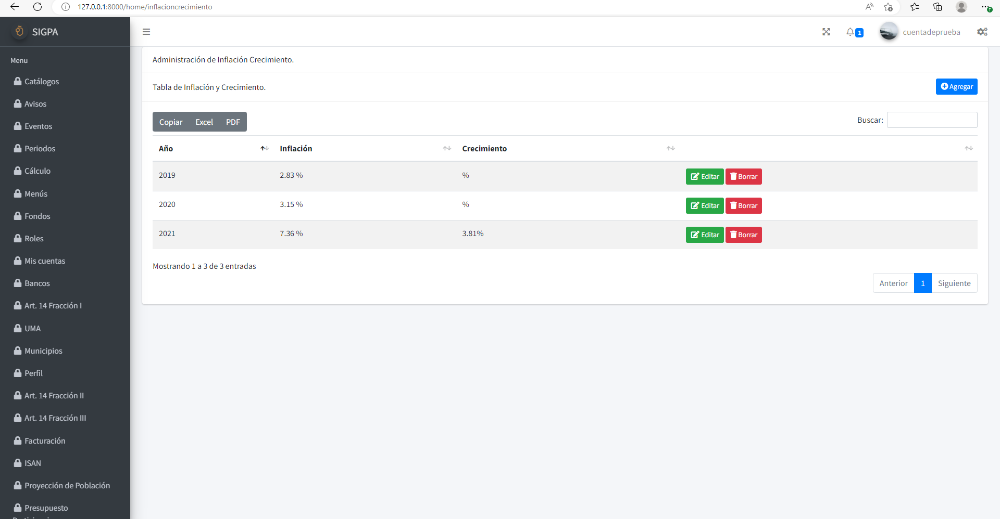 127.0.0.1:8000/home/inflacioncrecimiento
SIGPA
1
cuentadeprueba
Menu
Catálogos
Avisos
Eventos
Periodos
Cálculo
Menús
Fondos
Roles
Mis cuentas
Bancos
Art. 14 Fracción I
UMA
Municipios
Perfil
Art. 14 Fracción II
Art. 14 Fracción III
Facturación
ISAN
Proyección de Población
Presupuesto
Administración de Inflación Crecimiento.
Tabla de Inflación y Crecimiento.
Agregar
Copiar Excel PDF
Buscar:
Año Inflación Crecimiento
2019 2.83 % % Editar Borrar
2020 3.15 % % Editar Borrar
2021 7.36 % 3.81% Editar Borrar
Mostrando 1 a 3 de 3 entradas
Anterior 1 Siguiente